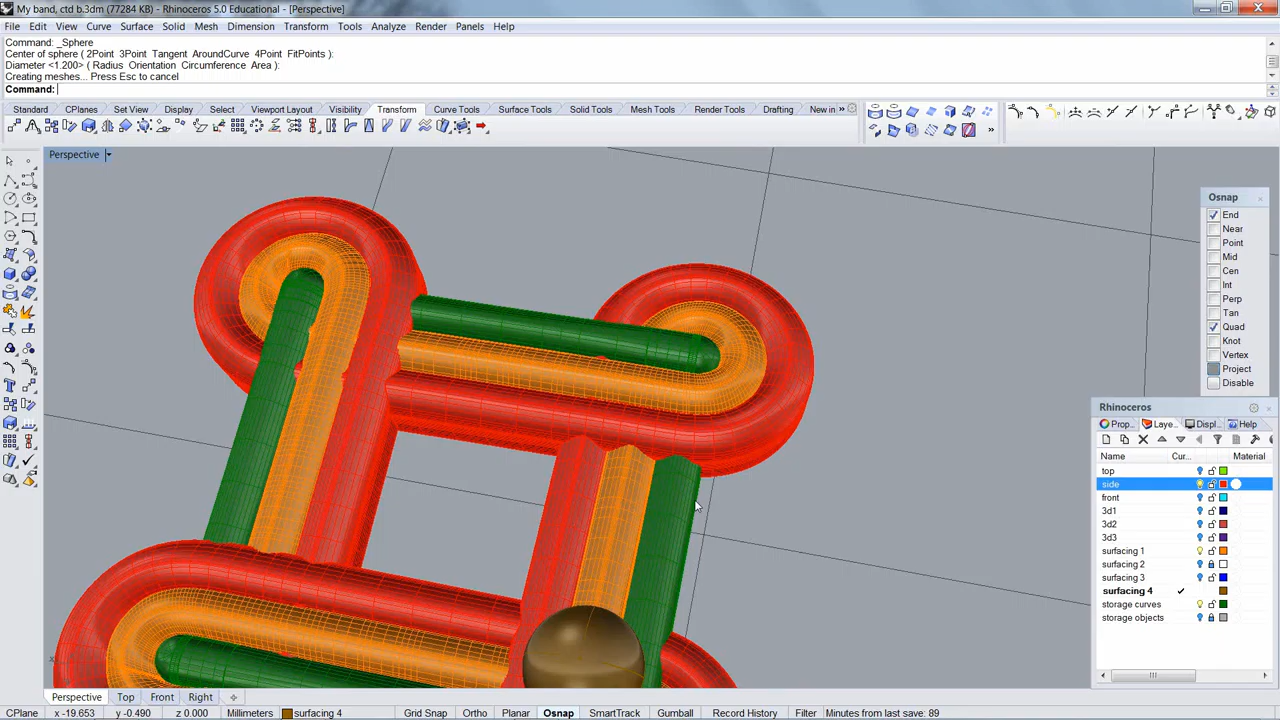 My band, ctd b.3dm (77284 KB) - Rhinoceros 5.0 Educational - [Perspective]
File Edit View Curve Surface Solid Mesh Dimension Transform Tools Analyze Render Panels Help
Command: _Sphere
Center of sphere ( 2Point 3Point Tangent AroundCurve 4Point FitPoints ):
Diameter <1.200> ( Radius Orientation Circumference Area ):
Creating meshes... Press Esc to cancel
Command:
Standard CPlanes Set View Display Select Viewport Layout Visibility Transform Curve Tools Surface Tools Solid Tools Mesh Tools Render Tools Drafting New in »
Perspective
Osnap
End
Near
Point
Mid
Cen
Int
Perp
Tan
Quad
Knot
Vertex
Project
Disable
Rhinoceros
Prop... Laye... Displ... Help
Name Cur... Material
top
side
front
3d1
3d2
3d3
surfacing 1
surfacing 2
surfacing 3
surfacing 4
storage curves
storage objects
Perspective Top Front Right
CPlane x -19.653 y -0.490 z 0.000 Millimeters surfacing 4 Grid Snap Ortho Planar Osnap SmartTrack Gumball Record History Filter Minutes from last save: 89